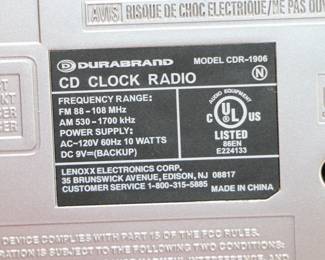 AVIS
RISQUE DE CHOC ELECTRIQUE/NE PAS
DURABRAND MODEL CDR-1906
CD CLOCK RADIO N
FREQUENCY RANGE:
FM 88 - 108 MHz
AM 530 - 1700 kHz
POWER SUPPLY:
AC~120V 60Hz 10 WATTS
DC 9V⎓(BACKUP)
AUDIO EQUIPMENT
C UL US
®
LISTED
86EN
E224133
LENOXX ELECTRONICS CORP.
35 BRUNSWICK AVENUE, EDISON, NJ 08817
CUSTOMER SERVICE 1-800-315-5885 MADE IN CHINA
DEVICE COMPLIES WITH PART 15 OF THE FCC RULES.
SUBJECT TO THE FOLLOWING TWO CONDITIONS: